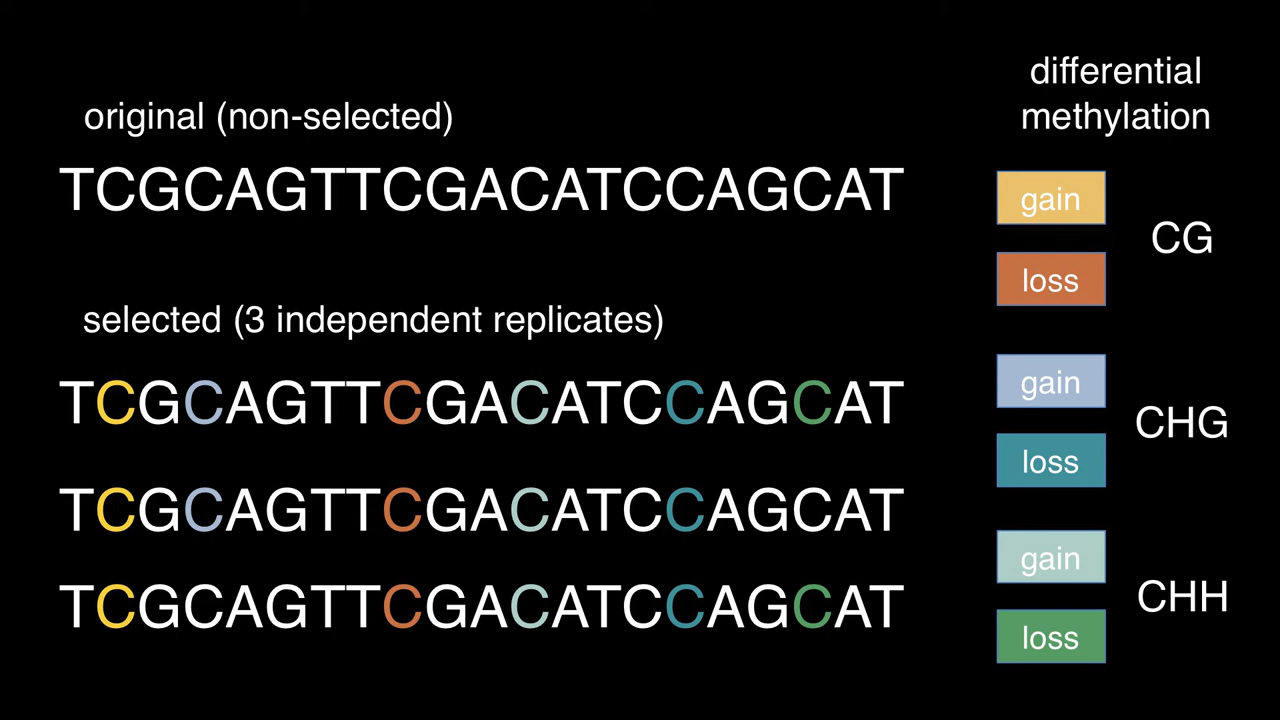 original (non-selected)
TCGCAGTTCGACATCCAGCAT
selected (3 independent replicates)
TCGCAGTTCGACATCCAGCAT
TCGCAGTTCGACATCCAGCAT
TCGCAGTTCGACATCCAGCAT
differential
methylation
gain
loss
CG
gain
loss
CHG
gain
loss
CHH